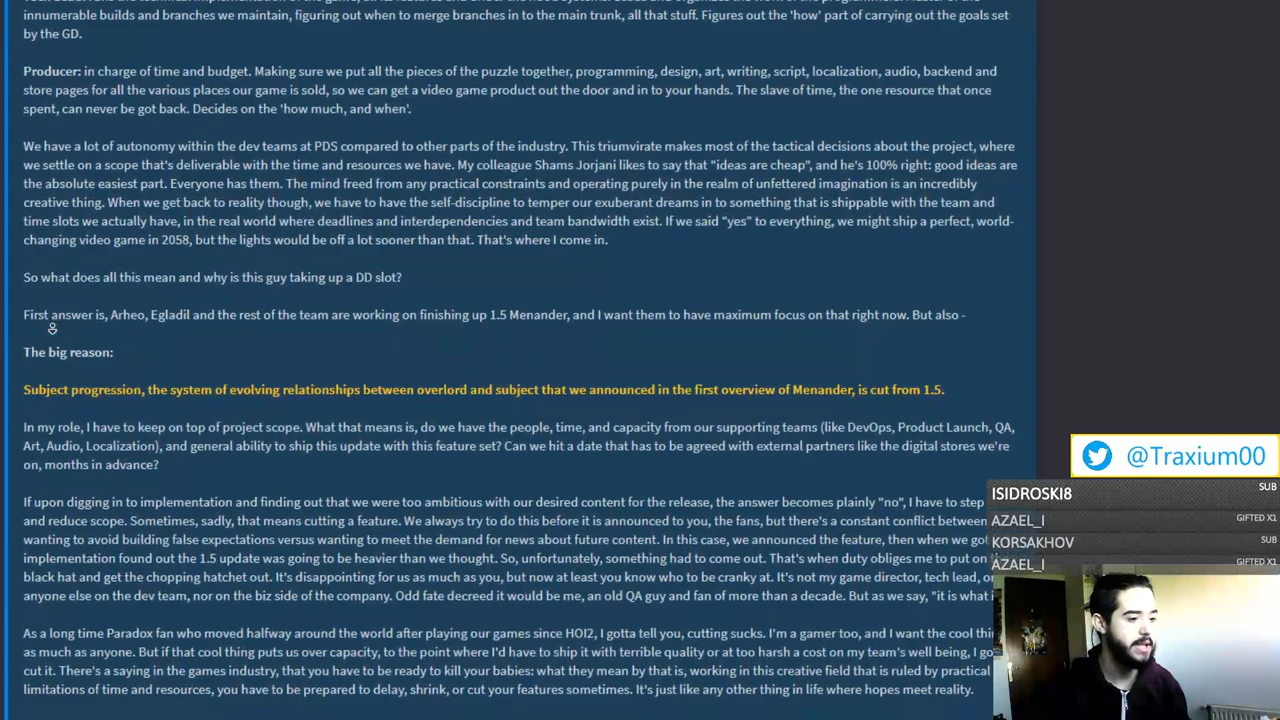 innumerable builds and branches we maintain, figuring out when to merge branches in to the main trunk, all that stuff. Figures out the 'how' part of carrying out the goals set
by the GD.
Producer: in charge of time and budget. Making sure we put all the pieces of the puzzle together, programming, design, art, writing, script, localization, audio, backend and
store pages for all the various places our game is sold, so we can get a video game product out the door and in to your hands. The slave of time, the one resource that once
spent, can never be got back. Decides on the 'how much, and when'.
We have a lot of autonomy within the dev teams at PDS compared to other parts of the industry. This triumvirate makes most of the tactical decisions about the project, where
we settle on a scope that's deliverable with the time and resources we have. My colleague Shams Jorjani likes to say that "ideas are cheap", and he's 100% right: good ideas are
the absolute easiest part. Everyone has them. The mind freed from any practical constraints and operating purely in the realm of unfettered imagination is an incredibly
creative thing. When we get back to reality though, we have to have the self-discipline to temper our exuberant dreams in to something that is shippable with the team and
time slots we actually have, in the real world where deadlines and interdependencies and team bandwidth exist. If we said "yes" to everything, we might ship a perfect, world-
changing video game in 2058, but the lights would be off a lot sooner than that. That's where I come in.
So what does all this mean and why is this guy taking up a DD slot?
First answer is, Arheo, Egladil and the rest of the team are working on finishing up 1.5 Menander, and I want them to have maximum focus on that right now. But also -
The big reason:
Subject progression, the system of evolving relationships between overlord and subject that we announced in the first overview of Menander, is cut from 1.5.
In my role, I have to keep on top of project scope. What that means is, do we have the people, time, and capacity from our supporting teams (like DevOps, Product Launch, QA,
Art, Audio, Localization), and general ability to ship this update with this feature set? Can we hit a date that has to be agreed with external partners like the digital stores we're
on, months in advance?
If upon digging in to implementation and finding out that we were too ambitious with our desired content for the release, the answer becomes plainly "no", I have to step
and reduce scope. Sometimes, sadly, that means cutting a feature. We always try to do this before it is announced to you, the fans, but there's a constant conflict between
wanting to avoid building false expectations versus wanting to meet the demand for news about future content. In this case, we announced the feature, then when we got
implementation found out the 1.5 update was going to be heavier than we thought. So, unfortunately, something had to come out. That's when duty obliges me to put on
black hat and get the chopping hatchet out. It's disappointing for us as much as you, but now at least you know who to be cranky at. It's not my game director, tech lead, or
anyone else on the dev team, nor on the biz side of the company. Odd fate decreed it would be me, an old QA guy and fan of more than a decade. But as we say, "it is what i
As a long time Paradox fan who moved halfway around the world after playing our games since HOI2, I gotta tell you, cutting sucks. I'm a gamer too, and I want the cool thi
as much as anyone. But if that cool thing puts us over capacity, to the point where I'd have to ship it with terrible quality or at too harsh a cost on my team's well being, I go
cut it. There's a saying in the games industry, that you have to be ready to kill your babies: what they mean by that is, working in this creative field that is ruled by practical
limitations of time and resources, you have to be prepared to delay, shrink, or cut your features sometimes. It's just like any other thing in life where hopes meet reality.
@Traxium00
ISIDROSKI8 SUB
AZAEL_I GIFTED X1
KORSAKHOV SUB
AZAEL_I GIFTED X1